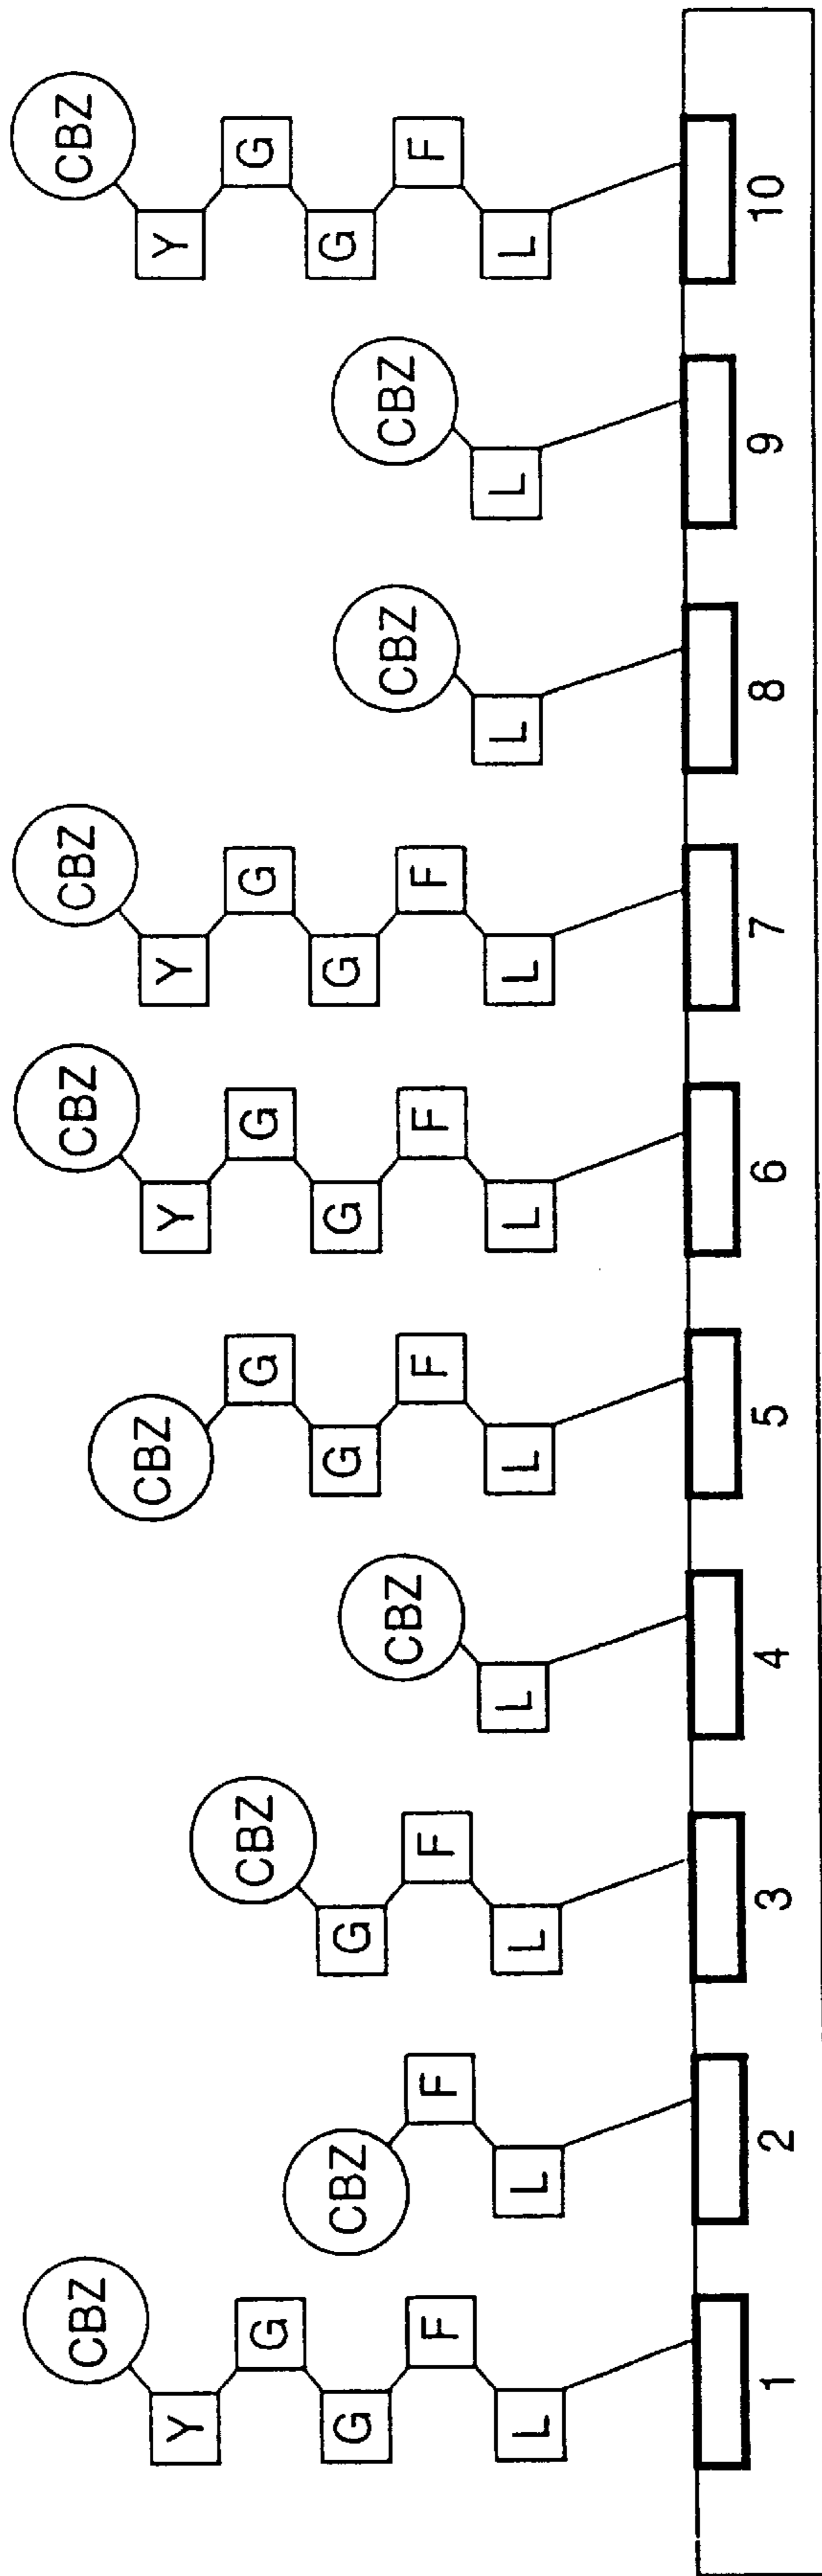 CBZ Y G G F L 1
CBZ F L 2
CBZ G F L 3
CBZ L 4
CBZ G G F L 5
CBZ Y G G F L 6
CBZ Y G G F L 7
CBZ L 8
CBZ L 9
CBZ Y G G F L 10